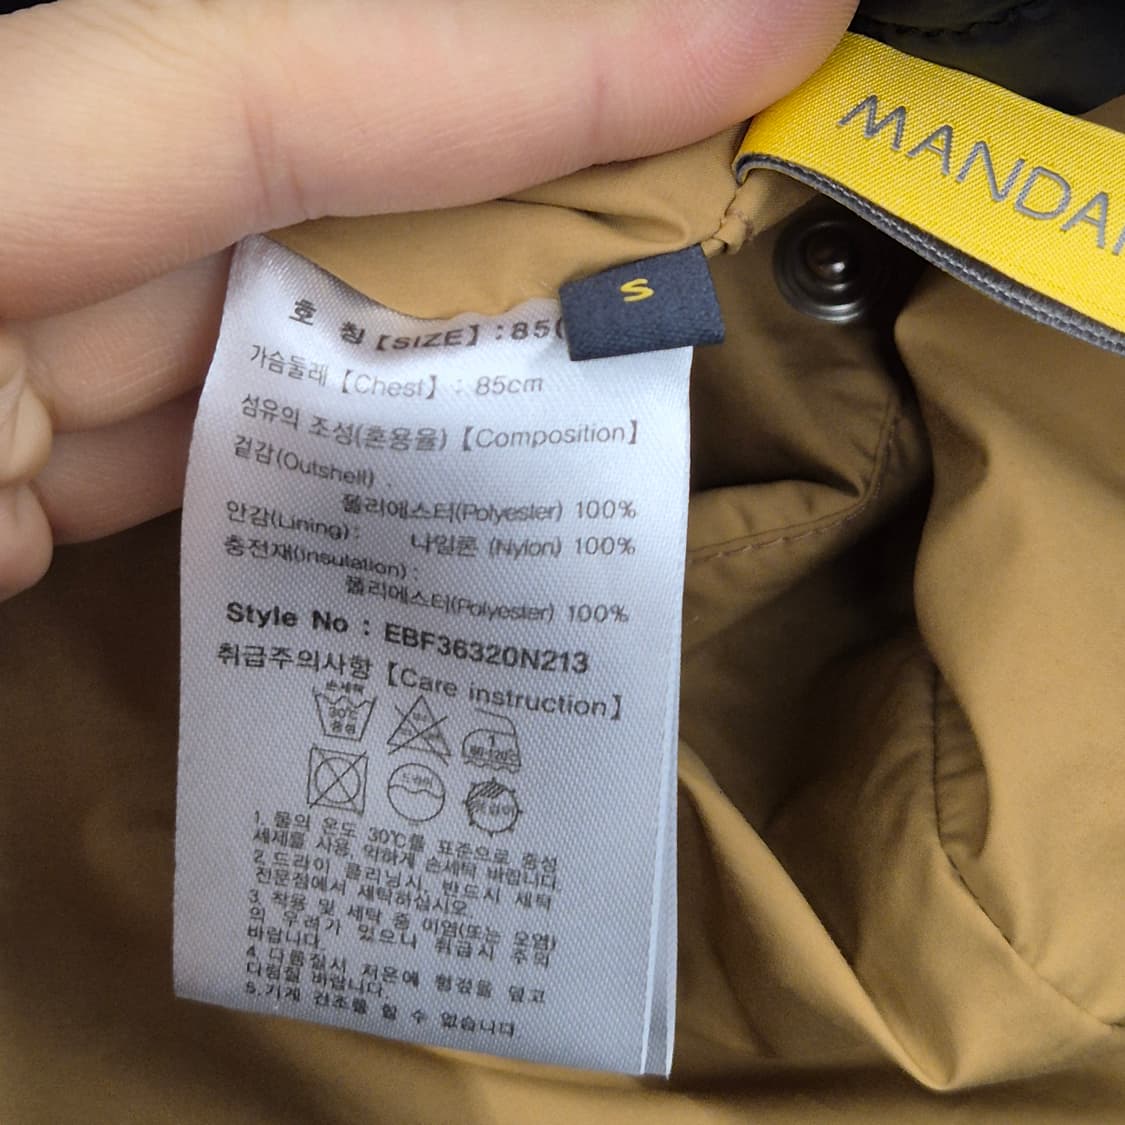 MANDA
S
호 칭【SIZE】:85(
가슴둘레【Chest】: 85cm
섬유의 조성(혼용율)【Composition】
겉감(Outshell) :
폴리에스터(Polyester) 100%
안감(Lining): 나일론 (Nylon) 100%
충전재(Insulation) :
폴리에스터(Polyester) 100%
Style No : EBF36320N213
취급주의사항【Care instruction】
손세탁
30℃
중성
1. 물의 온도 30℃를 표준으로 중성
세제를 사용, 약하게 손세탁 바랍니다.
2. 드라이 클리닝시, 반드시 세탁
전문점에서 세탁하십시오.
3. 착용 및 세탁 중 이염(또는 오염)
의 우려가 있으니 취급시 주의
바랍니다.
4. 다림질시 저온에 헝겊을 덮고
다림질 바랍니다.
5. 기계 건조를 할 수 없습니다.